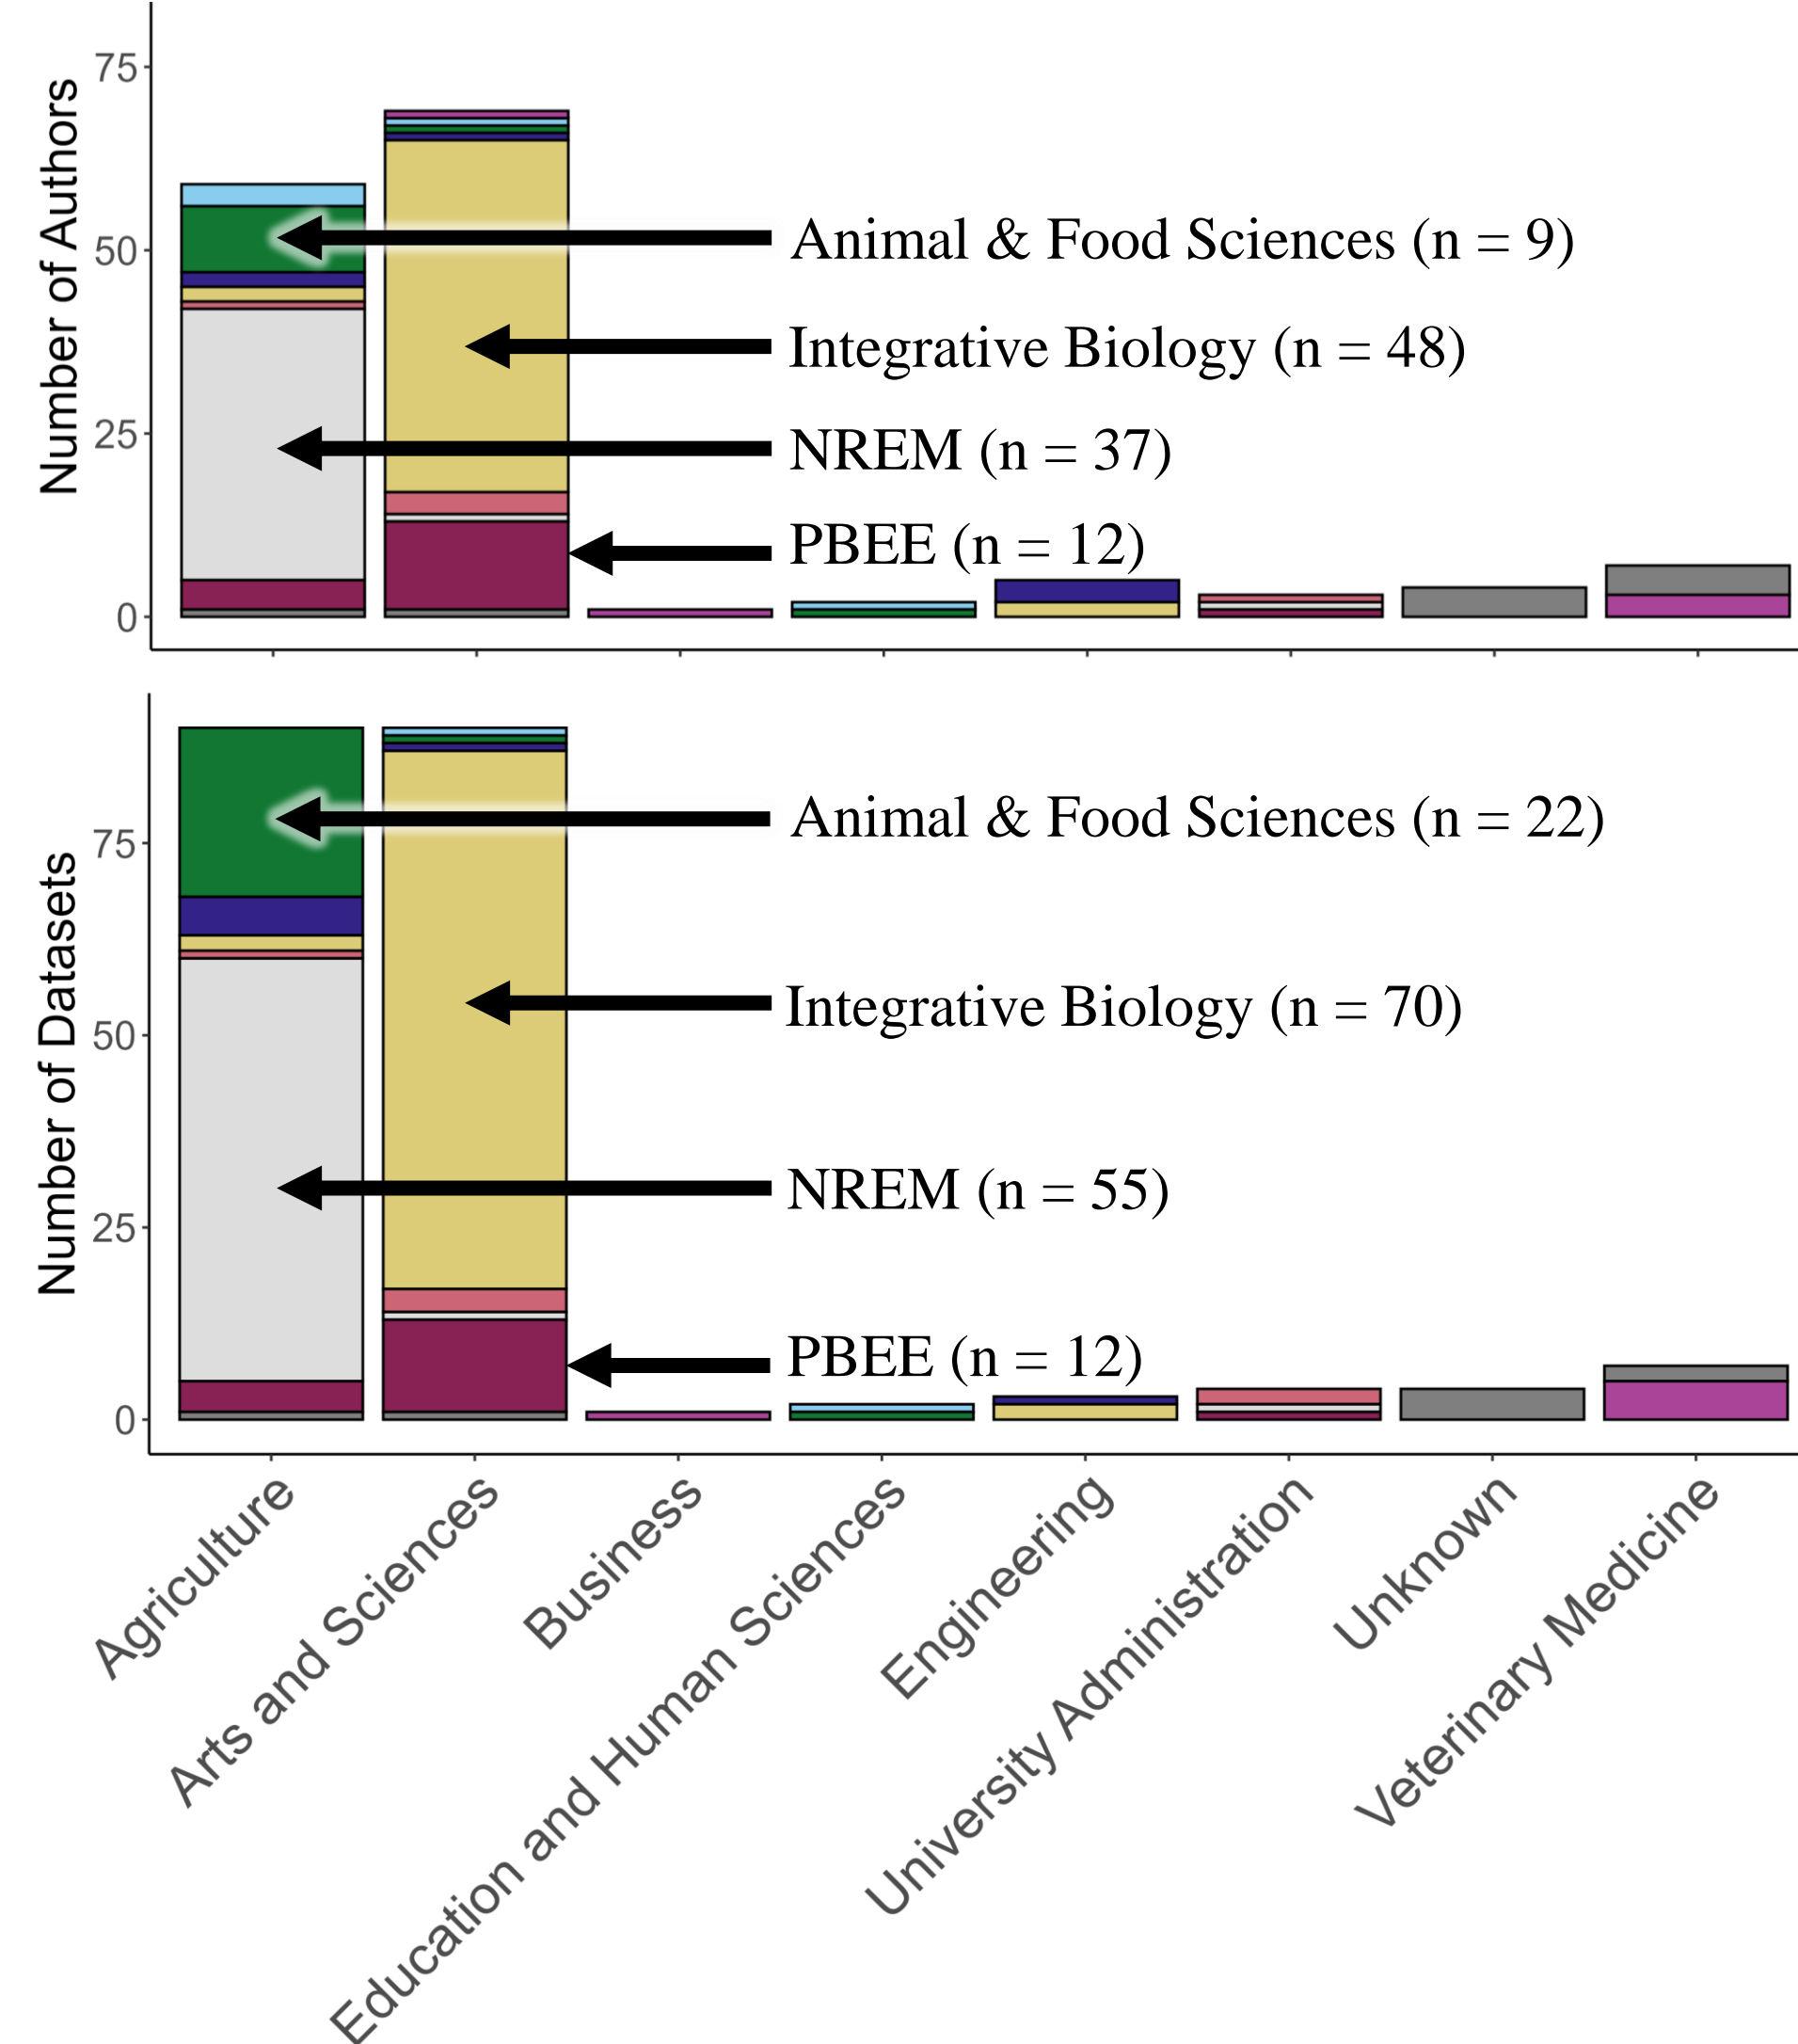 Number of Authors
75
50
25
0
Animal & Food Sciences (n = 9)
Integrative Biology (n = 48)
NREM (n = 37)
PBEE (n = 12)
Number of Datasets
75
50
25
0
Animal & Food Sciences (n = 22)
Integrative Biology (n = 70)
NREM (n = 55)
PBEE (n = 12)
Agriculture
Arts and Sciences
Business
Education and Human Sciences
Engineering
University Administration
Unknown
Veterinary Medicine